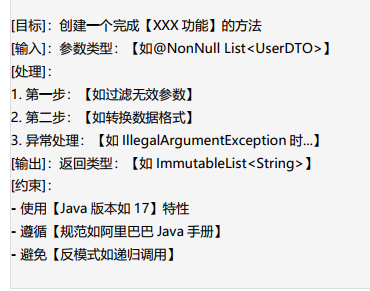 [目标]：创建一个完成【XXX 功能】的方法
[输入]：参数类型：【如@NonNull List<UserDTO>】
[处理]：
1. 第一步：【如过滤无效参数】
2. 第二步：【如转换数据格式】
3. 异常处理：【如 IllegalArgumentException 时...】
[输出]：返回类型：【如 ImmutableList<String>】
[约束]：
- 使用【Java 版本如 17】特性
- 遵循【规范如阿里巴巴 Java 手册】
- 避免【反模式如递归调用】